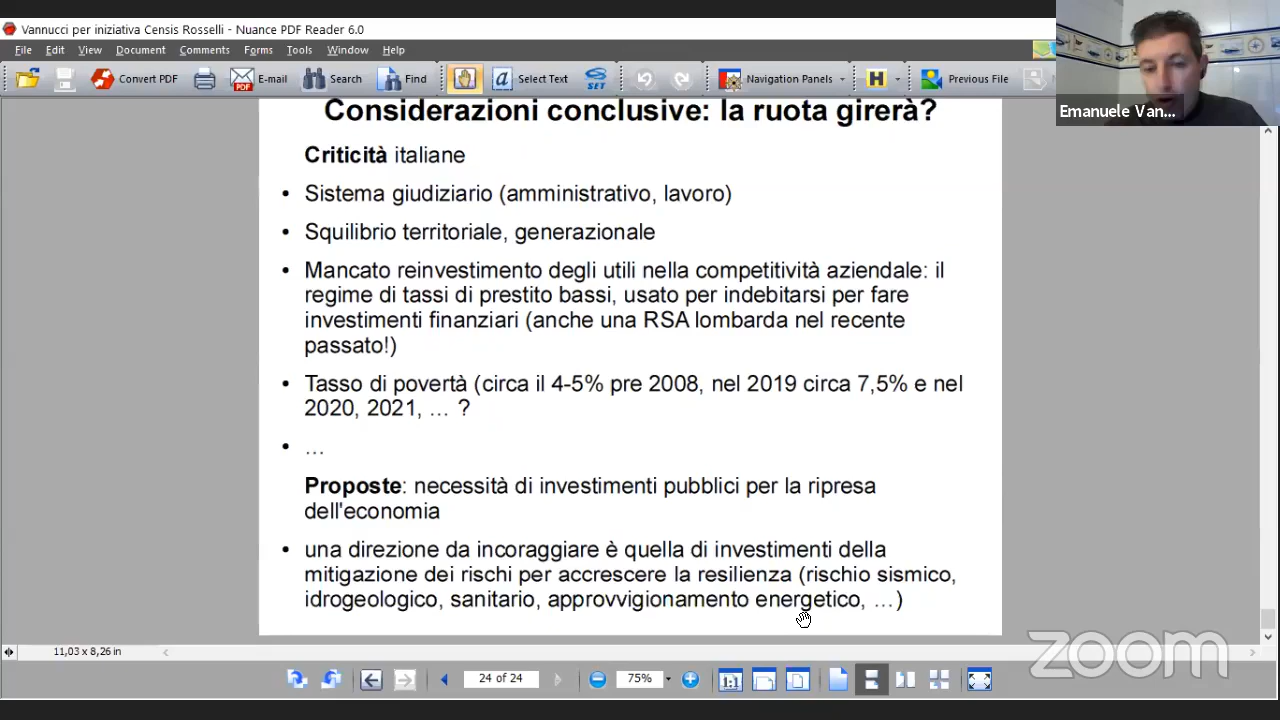 Vannucci per iniziativa Censis Rosselli - Nuance PDF Reader 6.0
File Edit View Document Comments Forms Tools Window Help
Convert PDF E-mail Search Find Select Text SET Navigation Panels H Previous File
Emanuele Van...
Considerazioni conclusive: la ruota girerà?
Criticità italiane
• Sistema giudiziario (amministrativo, lavoro)
• Squilibrio territoriale, generazionale
• Mancato reinvestimento degli utili nella competitività aziendale: il
regime di tassi di prestito bassi, usato per indebitarsi per fare
investimenti finanziari (anche una RSA lombarda nel recente
passato!)
• Tasso di povertà (circa il 4-5% pre 2008, nel 2019 circa 7,5% e nel
2020, 2021, ... ?
• ...
Proposte: necessità di investimenti pubblici per la ripresa
dell'economia
• una direzione da incoraggiare è quella di investimenti della
mitigazione dei rischi per accrescere la resilienza (rischio sismico,
idrogeologico, sanitario, approvvigionamento energetico, ...)
11,03 x 8,26 in
24 of 24
75%
1:1
zoom